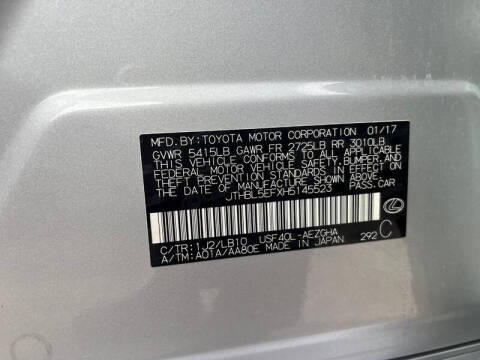 MFD.BY:TOYOTA MOTOR CORPORATION 01/17
GVWR 5415LB GAWR FR 2725LB RR 3010LB
THIS VEHICLE CONFORMS TO ALL APPLICABLE
FEDERAL MOTOR VEHICLE SAFETY,BUMPER,AND
THEFT PREVENTION STANDARDS IN EFFECT ON
THE DATE OF MANUFACTURE SHOWN ABOVE.
JTHBL5EFXH5145523 PASS.CAR
C/TR:1J2/LB10 USF40L-AEZGHA
A/TM:A01A/AA80E MADE IN JAPAN 292 C